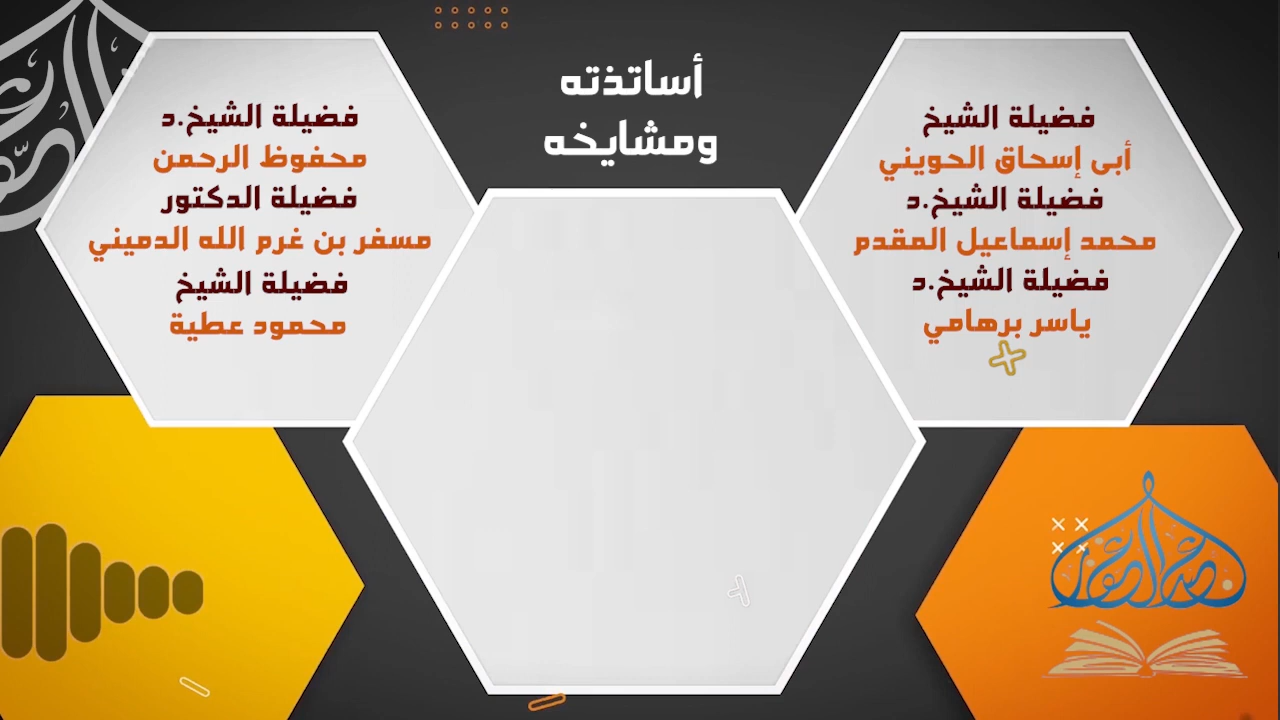 أساتذته
ومشايخه
فضيلة الشيخ
أبى إسحاق الحويني
فضيلة الشيخ.د
محمد إسماعيل المقدم
فضيلة الشيخ.د
ياسر برهامي
فضيلة الشيخ.د
محفوظ الرحمن
فضيلة الدكتور
مسفر بن غرم الله الدميني
فضيلة الشيخ
محمود عطية